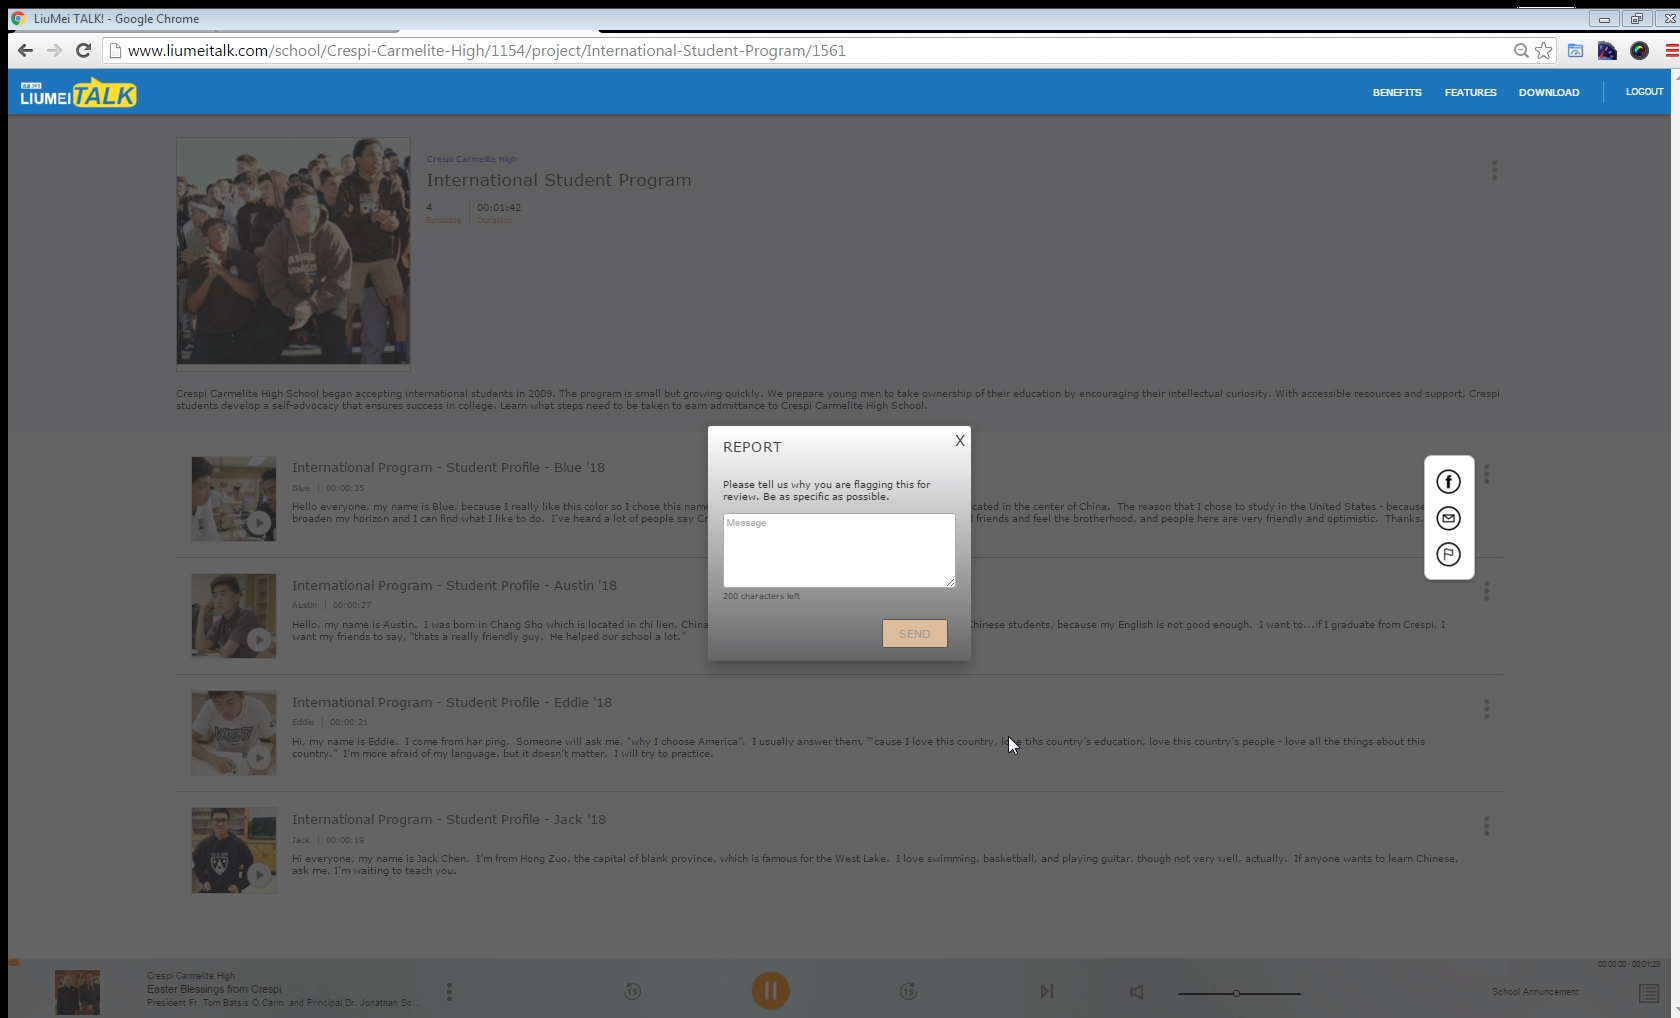 LiuMei TALK! - Google Chrome
www.liumeitalk.com/school/Crespi-Carmelite-High/1154/project/International-Student-Program/1561
LIUMEI TALK
BENEFITS
FEATURES
DOWNLOAD
LOGOUT
Crespi Carmelite High
International Student Program
4
00:01:42
Episodes
Duration
Crespi Carmelite High School began accepting international students in 2009. The program is small but growing quickly. We prepare young men to take ownership of their education by encouraging their intellectual curiosity. With accessible resources and support, Crespi
students develop a self-advocacy that ensures success in college. Learn what steps need to be taken to earn admittance to Crespi Carmelite High School.
REPORT
X
Please tell us why you are flagging this for
review. Be as specific as possible.
Message
200 characters left
SEND
International Program - Student Profile - Blue '18
Blue
00:00:35
Hello everyone, my name is Blue, because I really like this color so I chose this name
cated in the center of China. The reason that I chose to study in the United States - because
broaden my horizon and I can find what I like to do. I've heard a lot of people say Cr
friends and feel the brotherhood, and people here are very friendly and optimistic. Thanks.
International Program - Student Profile - Austin '18
Austin
00:00:27
Hello, my name is Austin. I was born in Chang Sho which is located in chi lien, China
hinese students, because my English is not good enough. I want to...if I graduate from Crespi, I
want my friends to say, "thats a really friendly guy. He helped our school a lot."
International Program - Student Profile - Eddie '18
Eddie
00:00:21
Hi, my name is Eddie. I come from har ping. Someone will ask me, "why I choose America". I usually answer them, "'cause I love this country, love tihs country's education, love this country's people - love all the things about this
country." I'm more afraid of my language, but it doesn't matter. I will try to practice.
International Program - Student Profile - Jack '18
Jack
00:00:19
Hi everyone, my name is Jack Chen. I'm from Hong Zuo, the capital of blank province, which is famous for the West Lake. I love swimming, basketball, and playing guitar, though not very well, actually. If anyone wants to learn Chinese,
ask me, I'm waiting to teach you.
00:00:00 / 00:01:29
Crespi Carmelite High
Easter Blessings from Crespi
President Fr. Tom Batsis O.Carm. and Principal Dr. Jonathan Sc...
15
15
School Annuncement